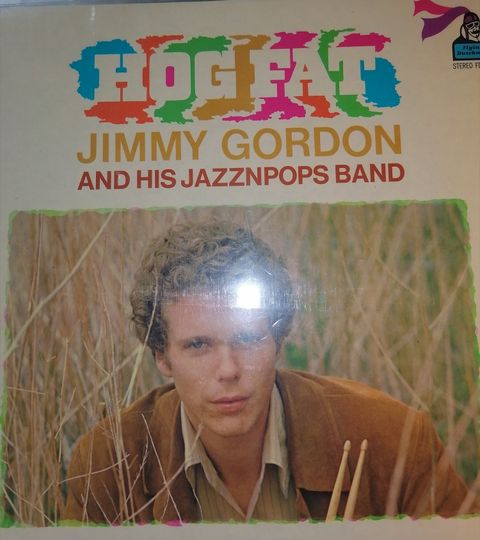 HOG FAT
STEREO
JIMMY GORDON
AND HIS JAZZNPOPS BAND